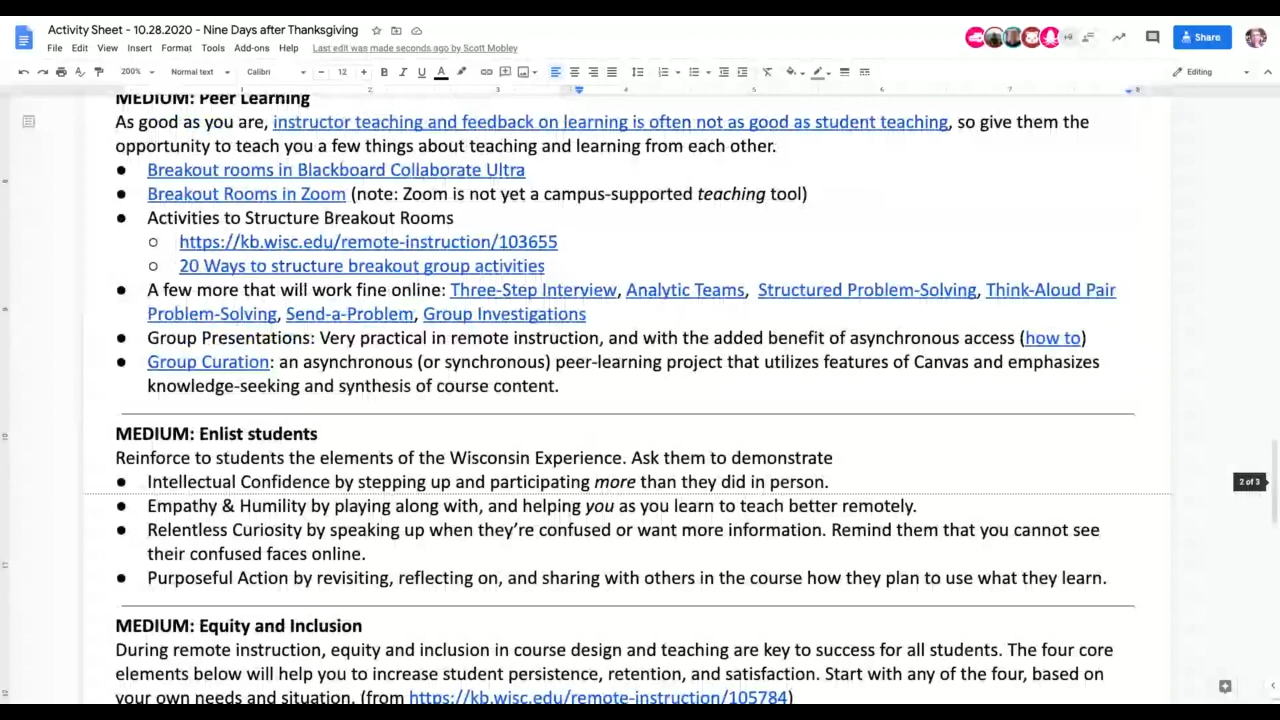 Activity Sheet - 10.28.2020 - Nine Days after Thanksgiving
File Edit View Insert Format Tools Add-ons Help Last edit was made seconds ago by Scott Mobley
+9
Share
200% Normal text Calibri 12 B I U A Editing
1 2 3 4 5 6 7 8
MEDIUM: Peer Learning
As good as you are, instructor teaching and feedback on learning is often not as good as student teaching, so give them the
opportunity to teach you a few things about teaching and learning from each other.
● Breakout rooms in Blackboard Collaborate Ultra
● Breakout Rooms in Zoom (note: Zoom is not yet a campus-supported teaching tool)
● Activities to Structure Breakout Rooms
○ https://kb.wisc.edu/remote-instruction/103655
○ 20 Ways to structure breakout group activities
● A few more that will work fine online: Three-Step Interview, Analytic Teams, Structured Problem-Solving, Think-Aloud Pair
Problem-Solving, Send-a-Problem, Group Investigations
● Group Presentations: Very practical in remote instruction, and with the added benefit of asynchronous access (how to)
● Group Curation: an asynchronous (or synchronous) peer-learning project that utilizes features of Canvas and emphasizes
knowledge-seeking and synthesis of course content.
MEDIUM: Enlist students
Reinforce to students the elements of the Wisconsin Experience. Ask them to demonstrate
● Intellectual Confidence by stepping up and participating more than they did in person.
2 of 3
● Empathy & Humility by playing along with, and helping you as you learn to teach better remotely.
● Relentless Curiosity by speaking up when they're confused or want more information. Remind them that you cannot see
their confused faces online.
● Purposeful Action by revisiting, reflecting on, and sharing with others in the course how they plan to use what they learn.
MEDIUM: Equity and Inclusion
During remote instruction, equity and inclusion in course design and teaching are key to success for all students. The four core
elements below will help you to increase student persistence, retention, and satisfaction. Start with any of the four, based on
your own needs and situation. (from https://kb.wisc.edu/remote-instruction/105784)